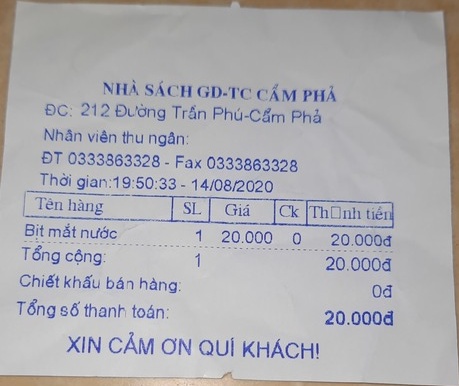 NHÀ SÁCH GD-TC CẨM PHẢ
ĐC: 212 Đường Trần Phú-Cẩm Phả
Nhân viên thu ngân:
ĐT 0333863328 - Fax 0333863328
Thời gian:19:50:33 - 14/08/2020
Tên hàng SL Giá Ck Th□nh tiền
Bịt mắt nước 1 20.000 0 20.000đ
Tổng cộng: 1 20.000đ
Chiết khấu bán hàng: 0đ
Tổng số thanh toán: 20.000đ
XIN CẢM ƠN QUÍ KHÁCH!